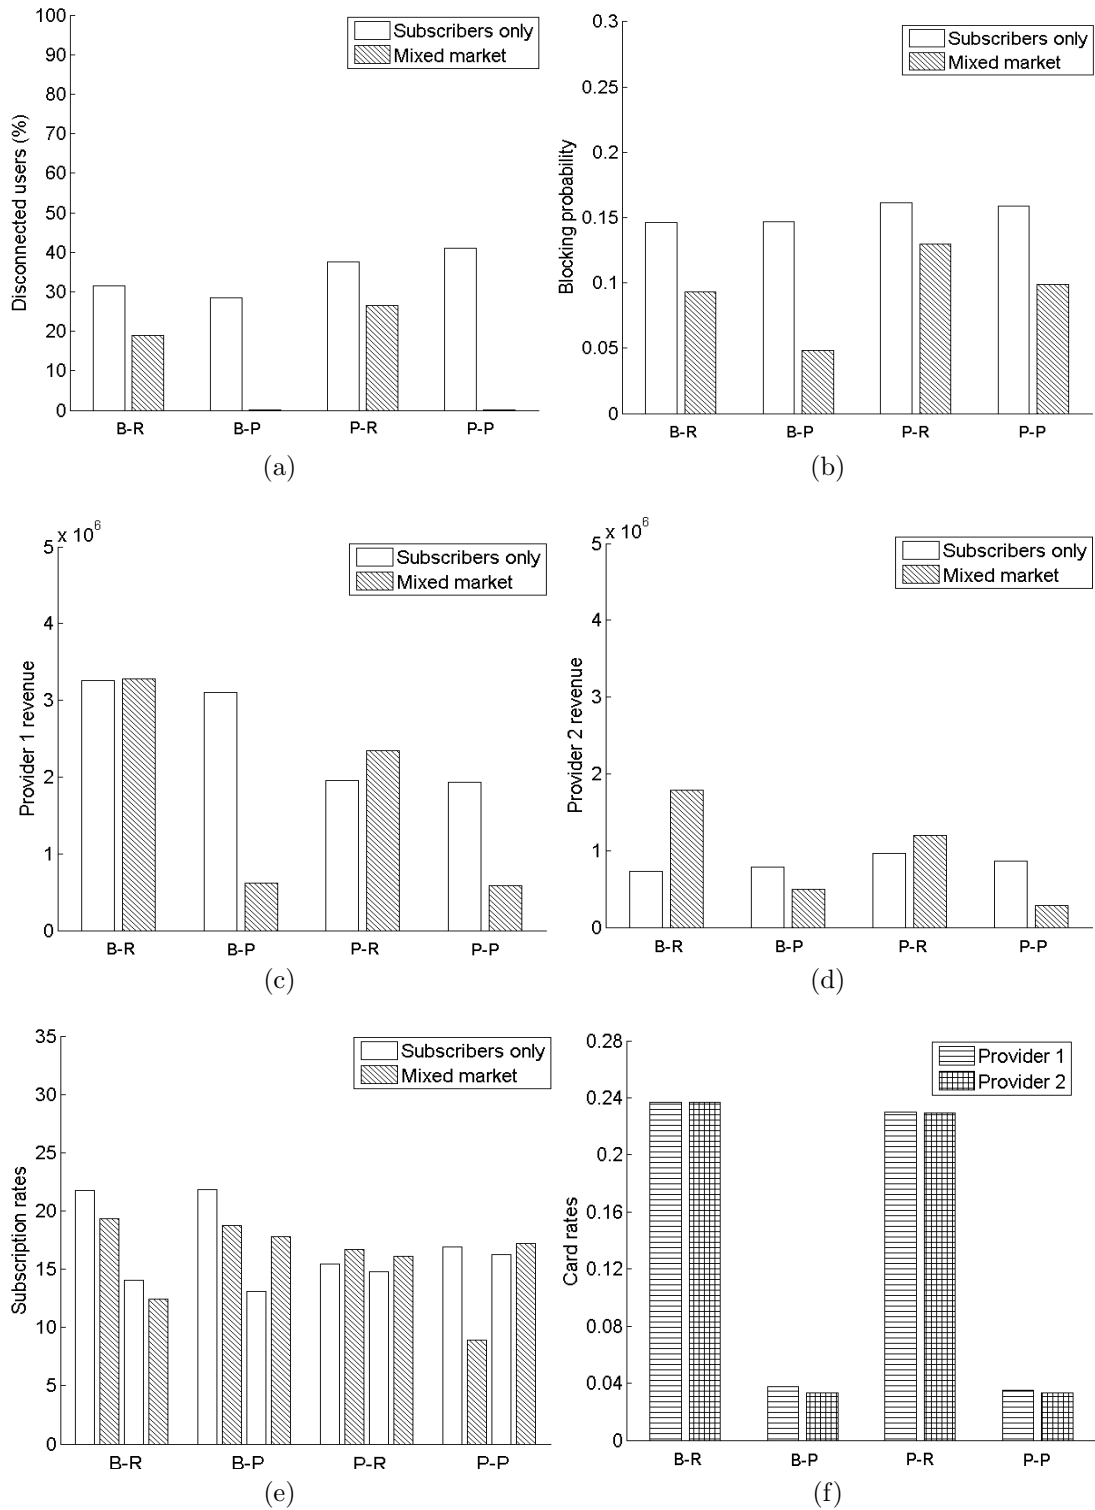 100
90
80
70
60
50
40
30
20
10
0
Disconnected users (%)
Subscribers only
Mixed market
B-R
B-P
P-R
P-P
(a)
0.3
0.25
0.2
0.15
0.1
0.05
0
Blocking probability
Subscribers only
Mixed market
B-R
B-P
P-R
P-P
(b)
x 10^6
5
4
3
2
1
0
Provider 1 revenue
Subscribers only
Mixed market
B-R
B-P
P-R
P-P
(c)
x 10^6
5
4
3
2
1
0
Provider 2 revenue
Subscribers only
Mixed market
B-R
B-P
P-R
P-P
(d)
35
30
25
20
15
10
5
0
Subscription rates
Subscribers only
Mixed market
B-R
B-P
P-R
P-P
(e)
0.28
0.24
0.2
0.16
0.12
0.08
0.04
0
Card rates
Provider 1
Provider 2
B-R
B-P
P-R
P-P
(f)